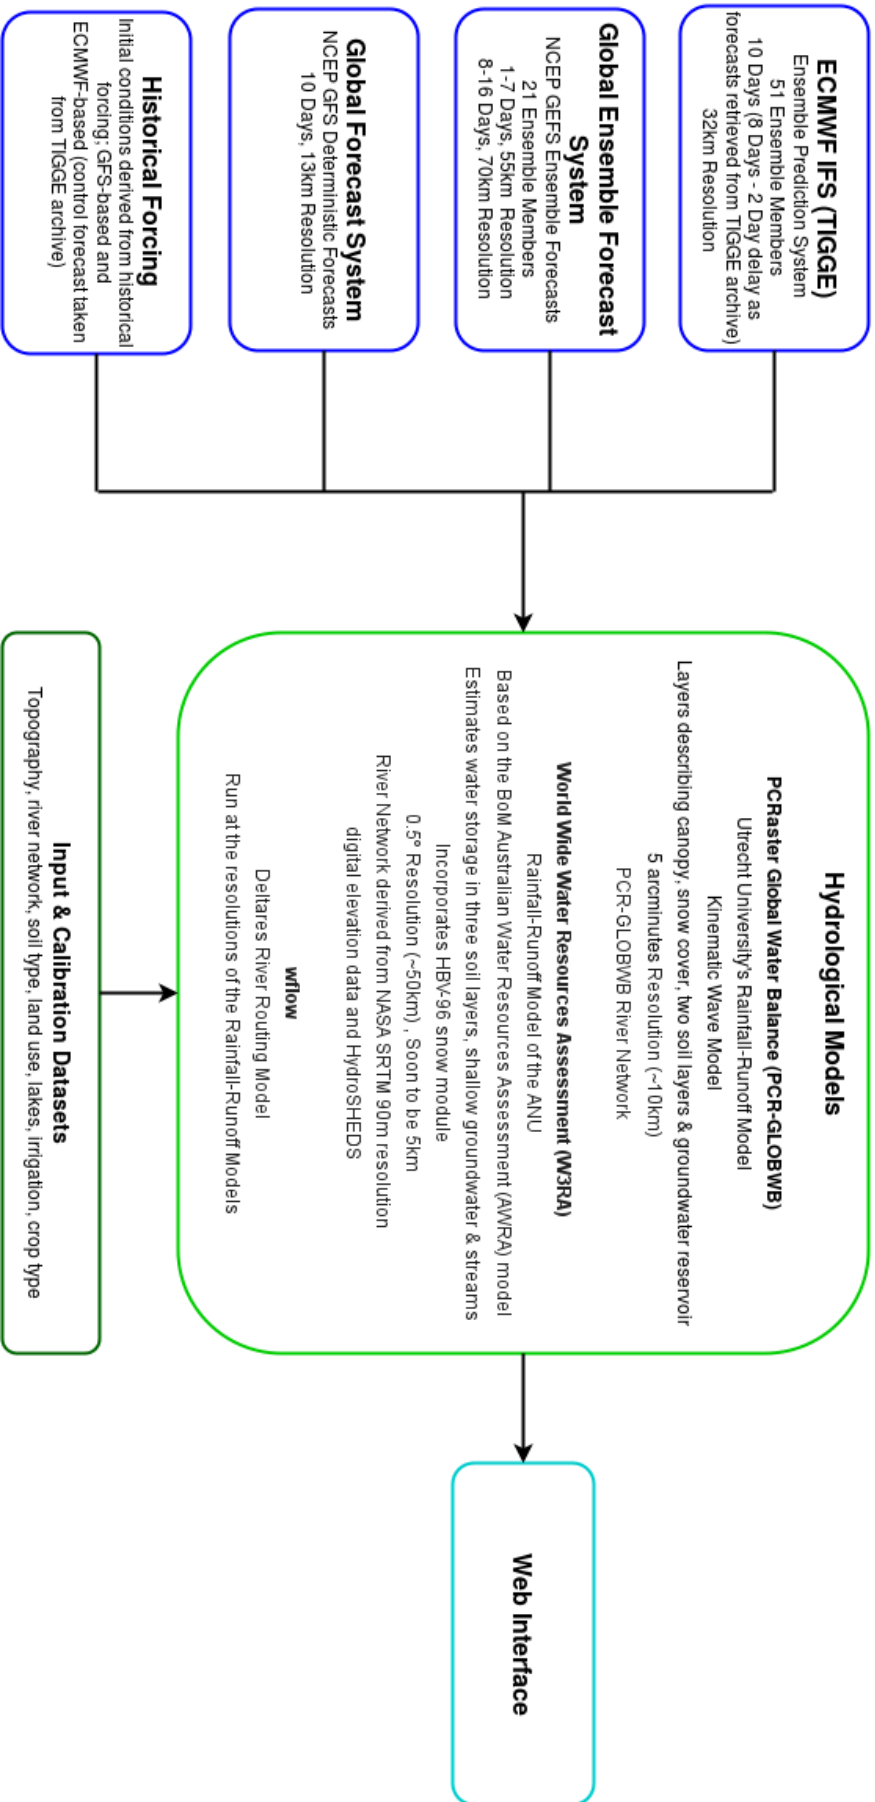 ECMWF IFS (TIGGE)
Ensemble Prediction System
51 Ensemble Members
10 Days (8 Days - 2 Day delay as
forecasts retrieved from TIGGE archive)
32km Resolution
Global Ensemble Forecast
System
NCEP GEFS Ensemble Forecasts
21 Ensemble Members
1-7 Days, 55km Resolution
8-16 Days, 70km Resolution
Global Forecast System
NCEP GFS Deterministic Forecasts
10 Days, 13km Resolution
Historical Forcing
Initial conditions derived from historical
forcing; GFS-based and
ECMWF-based (control forecast taken
from TIGGE archive)
Hydrological Models
PCRaster Global Water Balance (PCR-GLOBWB)
Utrecht University's Rainfall-Runoff Model
Kinematic Wave Model
Layers describing canopy, snow cover, two soil layers & groundwater reservoir
5 arcminutes Resolution (~10km)
PCR-GLOBWB River Network
World Wide Water Resources Assessment (W3RA)
Rainfall-Runoff Model of the ANU
Based on the BoM Australian Water Resources Assessment (AWRA) model
Estimates water storage in three soil layers, shallow groundwater & streams
Incorporates HBV-96 snow module
0.5° Resolution (~50km) , Soon to be 5km
River Network derived from NASA SRTM 90m resolution
digital elevation data and HydroSHEDS
wflow
Deltares River Routing Model
Run at the resolutions of the Rainfall-Runoff Models
Input & Calibration Datasets
Topography, river network, soil type, land use, lakes, irrigation, crop type
Web Interface